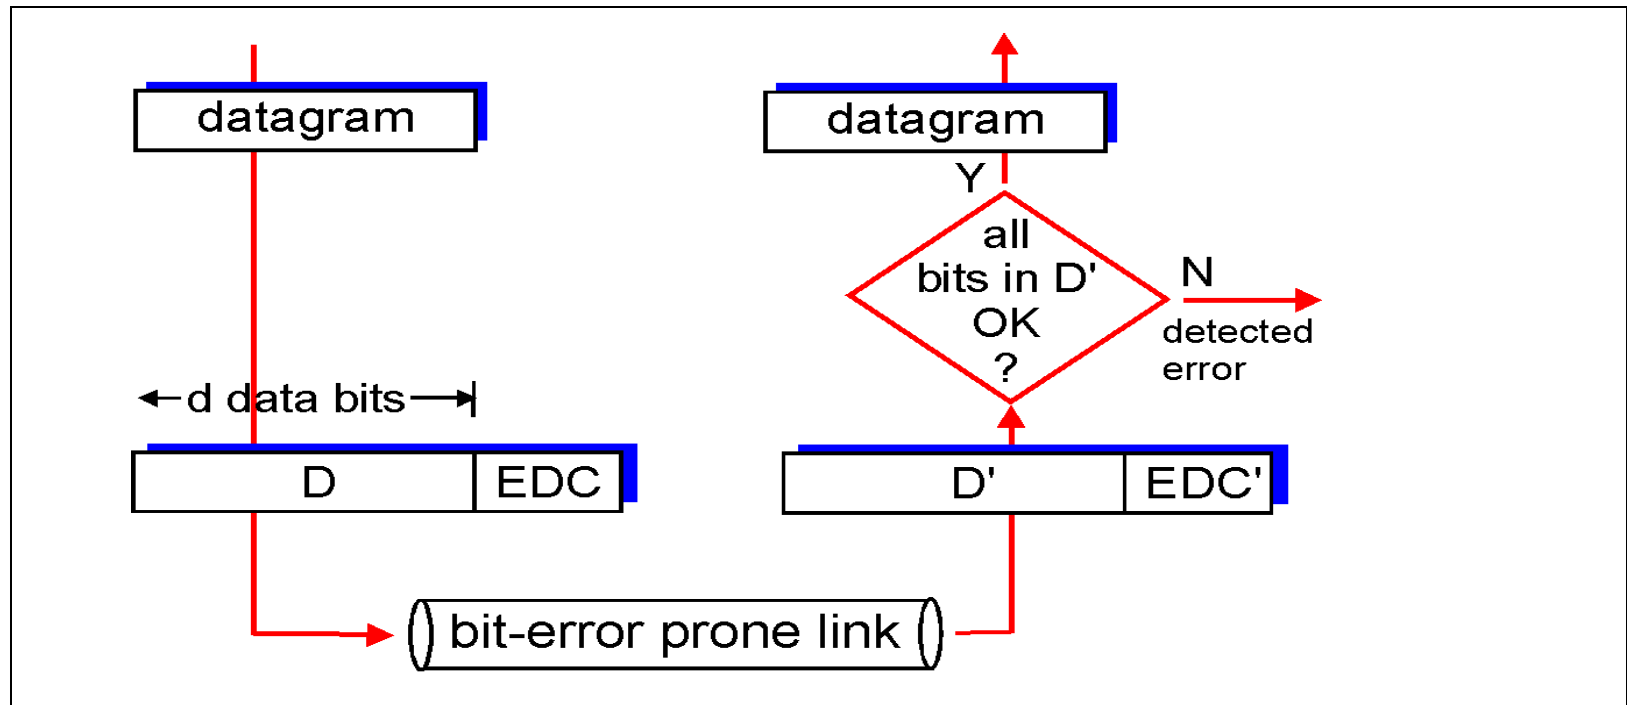 datagram
datagram
Y
all
bits in D'
OK
?
N
detected
error
d data bits
D
EDC
D'
EDC'
bit-error prone link